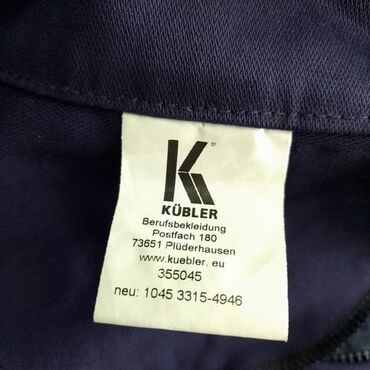 K
KÜBLER
Berufsbekleidung
Postfach 180
73651 Plüderhausen
www.kuebler.eu
355045
neu: 1045 3315-4946